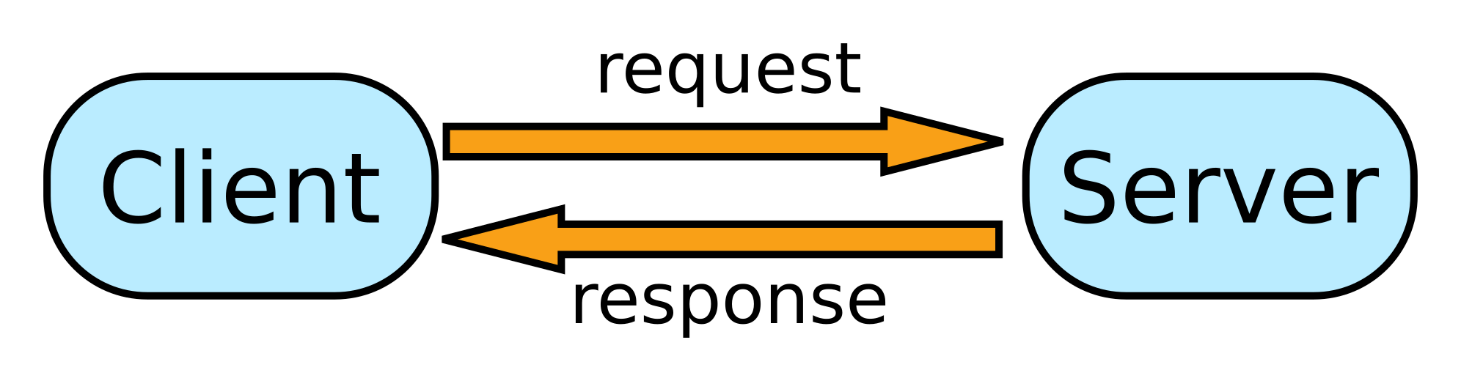 request
Client
Server
response